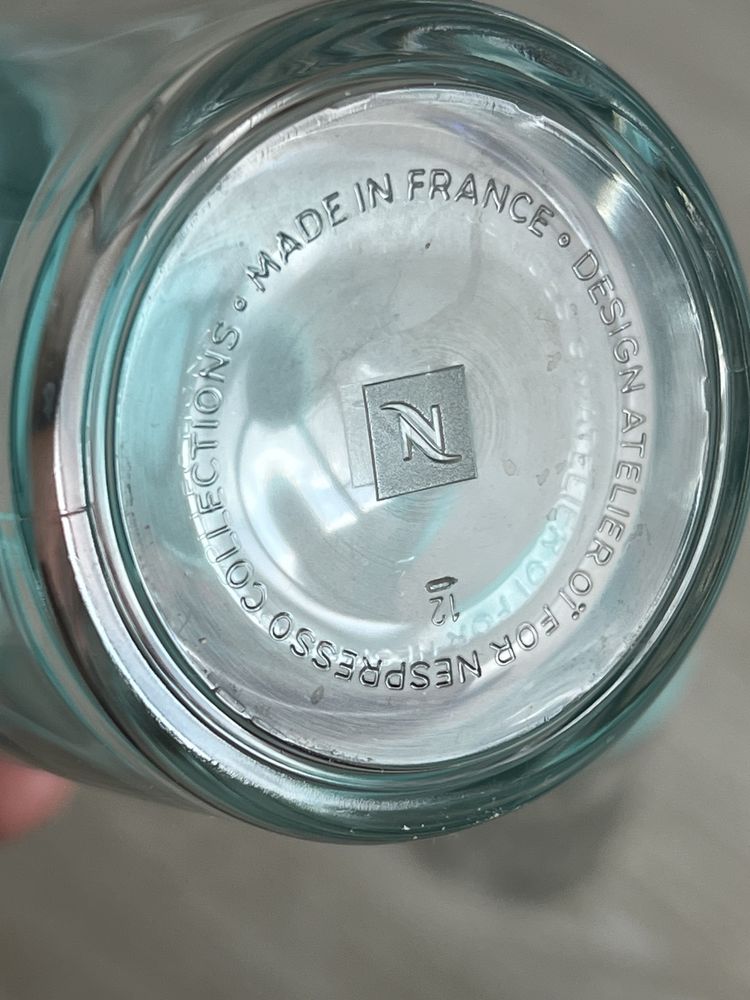 MADE IN FRANCE • DESIGN ATELIER OÏ FOR NESPRESSO COLLECTIONS •
N
12